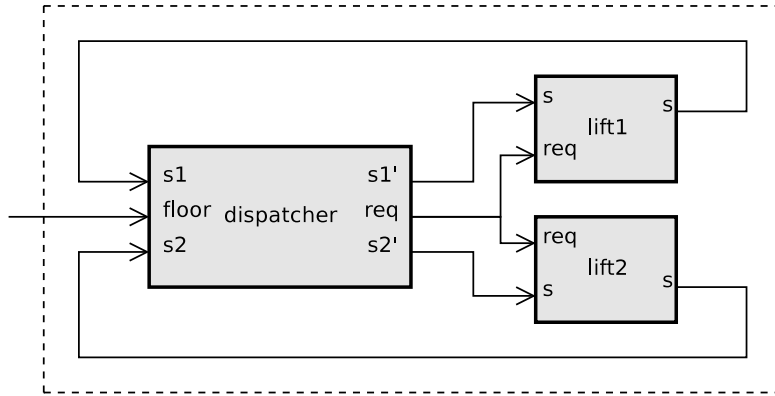 s1
floor
s2
dispatcher
s1'
req
s2'
s
req
lift1
s
req
s
lift2
s